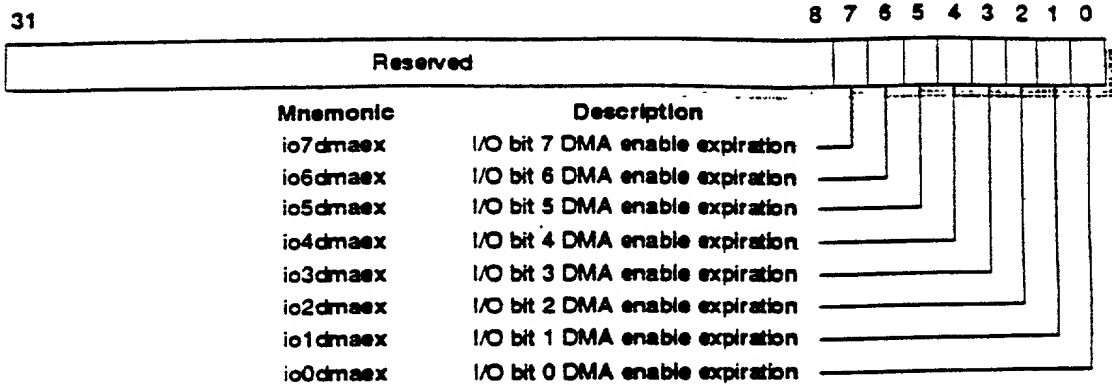 31 8 7 6 5 4 3 2 1 0
Reserved
Mnemonic Description
io7dmaex I/O bit 7 DMA enable expiration
io6dmaex I/O bit 6 DMA enable expiration
io5dmaex I/O bit 5 DMA enable expiration
io4dmaex I/O bit 4 DMA enable expiration
io3dmaex I/O bit 3 DMA enable expiration
io2dmaex I/O bit 2 DMA enable expiration
io1dmaex I/O bit 1 DMA enable expiration
io0dmaex I/O bit 0 DMA enable expiration